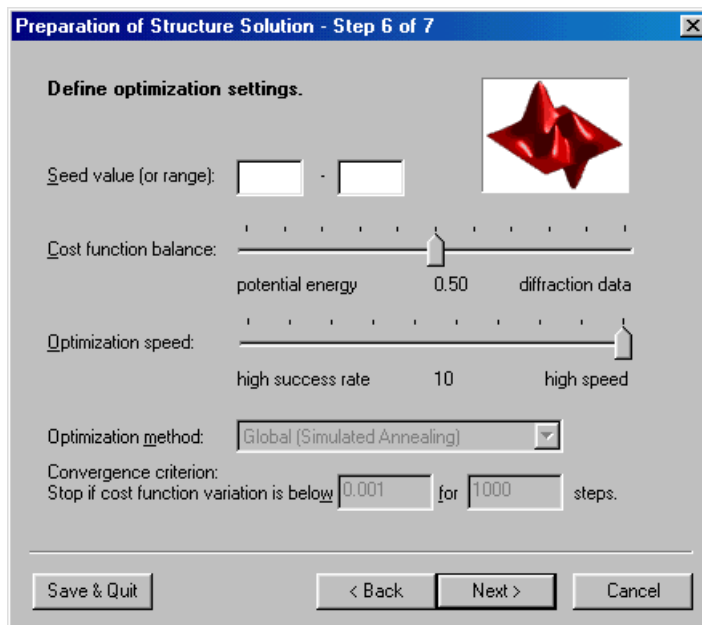 Preparation of Structure Solution - Step 6 of 7
Define optimization settings.
Seed value (or range): -
Cost function balance:
potential energy 0.50 diffraction data
Optimization speed:
high success rate 10 high speed
Optimization method: Global (Simulated Annealing)
Convergence criterion:
Stop if cost function variation is below 0.001 for 1000 steps.
Save & Quit < Back Next > Cancel